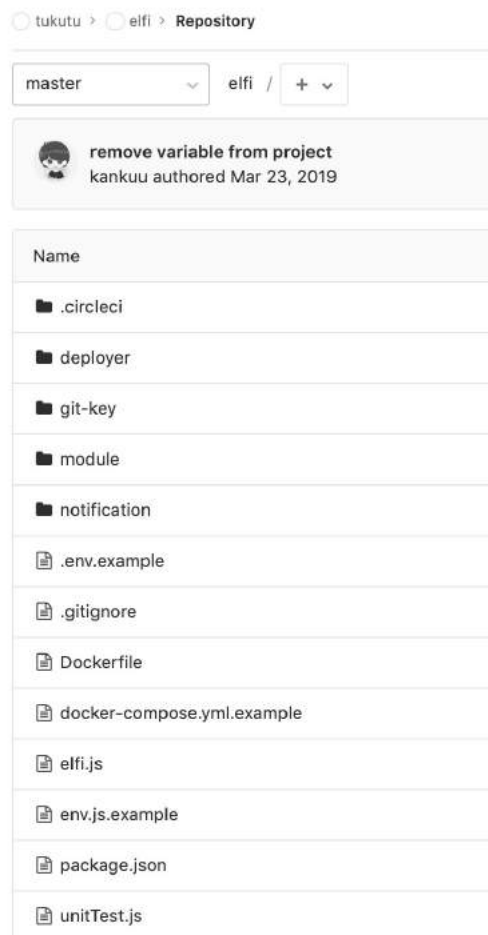 tukutu > elfi > Repository
master elfi / +
remove variable from project
kankuu authored Mar 23, 2019
Name
.circleci
deployer
git-key
module
notification
.env.example
.gitignore
Dockerfile
docker-compose.yml.example
elfi.js
env.js.example
package.json
unitTest.js